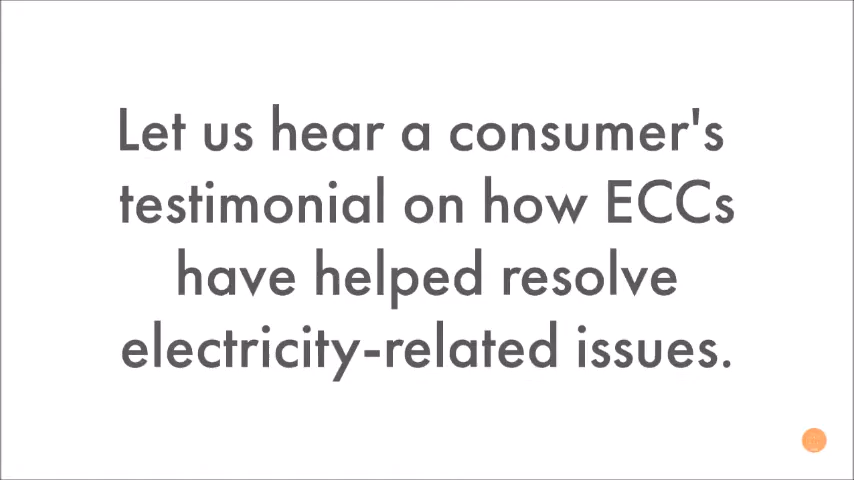 Let us hear a consumer's
testimonial on how ECCs
have helped resolve
electricity-related issues.